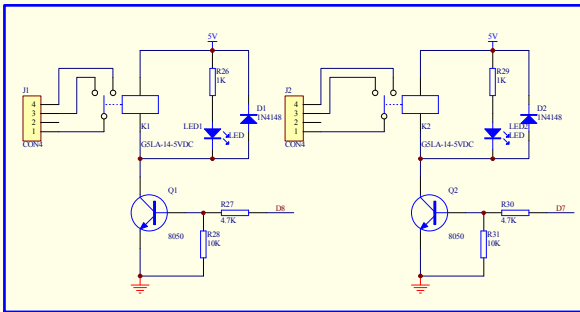 5V
R26
1K
J1
4
3
2
1
CON4
K1
G5LA-14-5VDC
LED1
LED
D1
1N4148
Q1
8050
R27
4.7K
D8
R28
10K
5V
R29
1K
J2
4
3
2
1
CON4
K2
G5LA-14-5VDC
LED2
LED
D2
1N4148
Q2
8050
R30
4.7K
D7
R31
10K